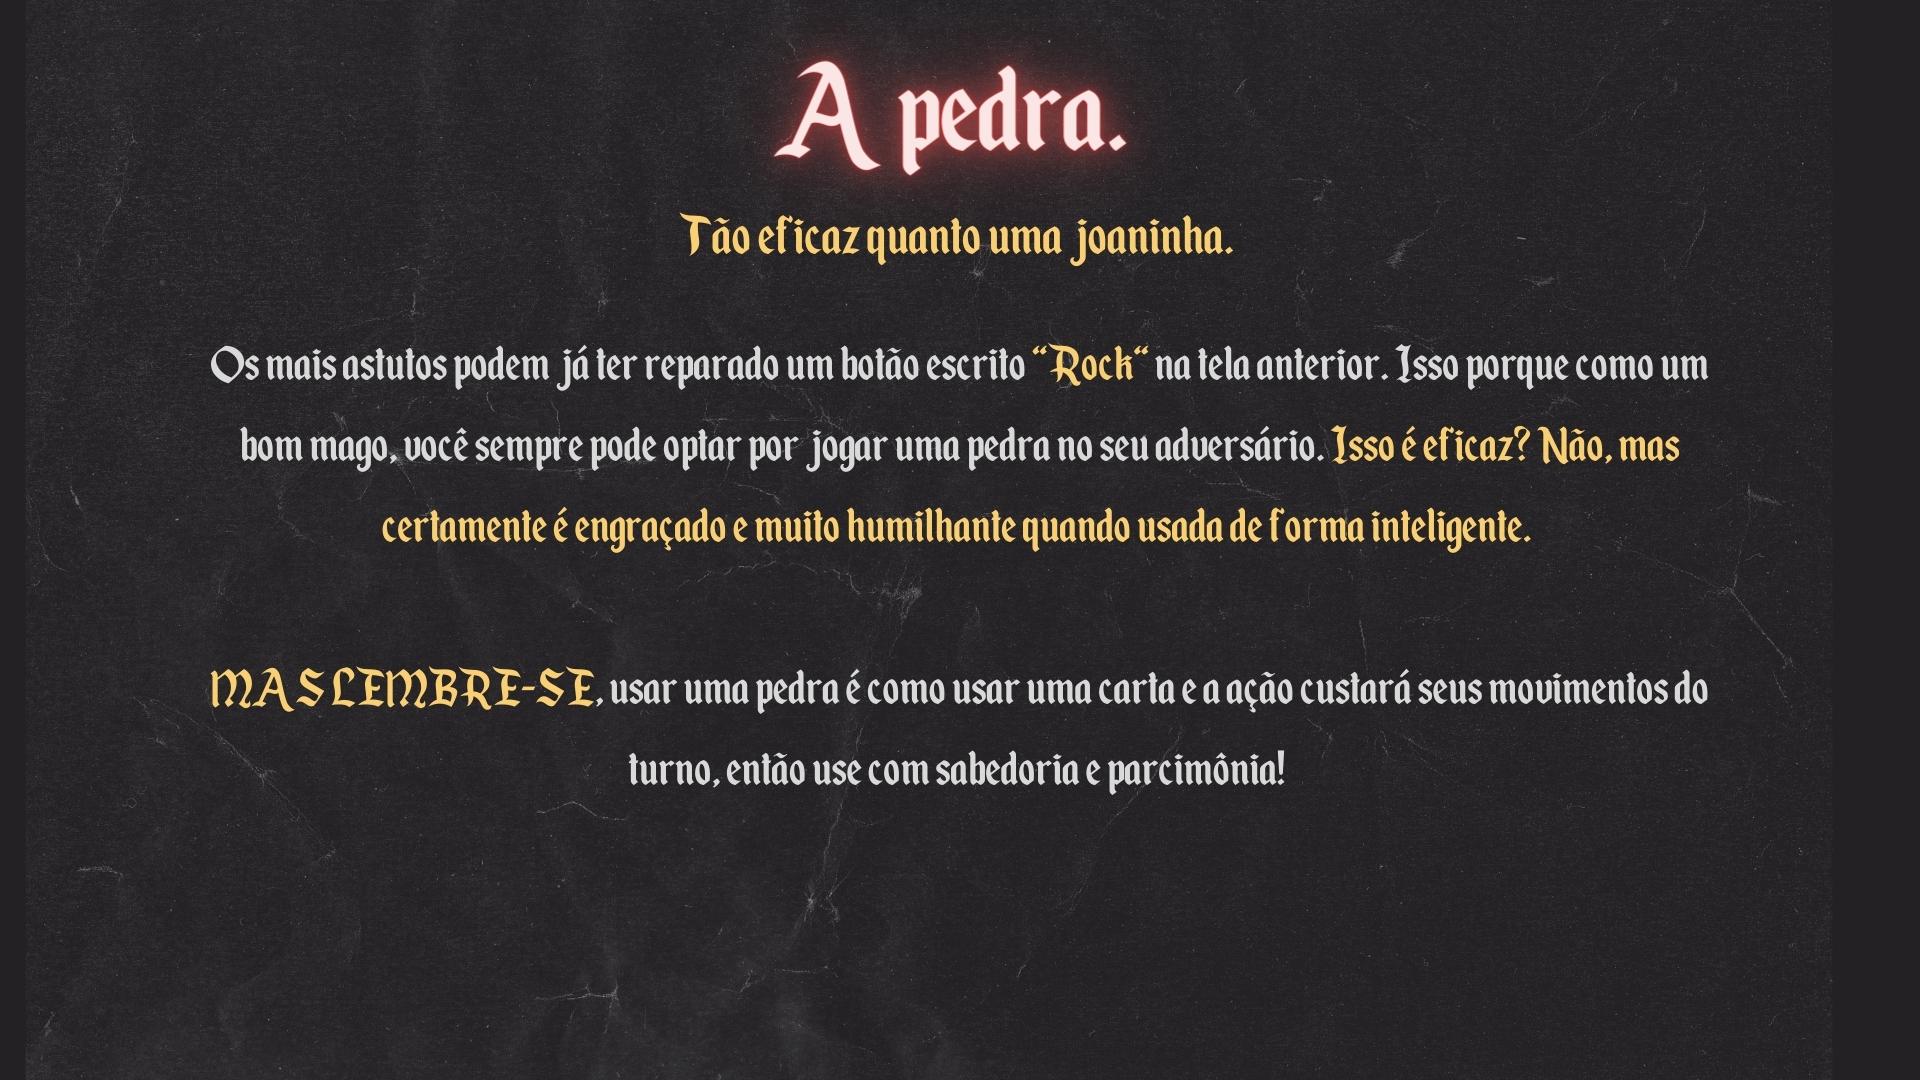 A pedra.
Tão eficaz quanto uma joaninha.
Os mais astutos podem já ter reparado um botão escrito “Rock“ na tela anterior. Isso porque como um
bom mago, você sempre pode optar por jogar uma pedra no seu adversário. Isso é eficaz? Não, mas
certamente é engraçado e muito humilhante quando usada de forma inteligente.
MAS LEMBRE-SE, usar uma pedra é como usar uma carta e a ação custará seus movimentos do
turno, então use com sabedoria e parcimônia!